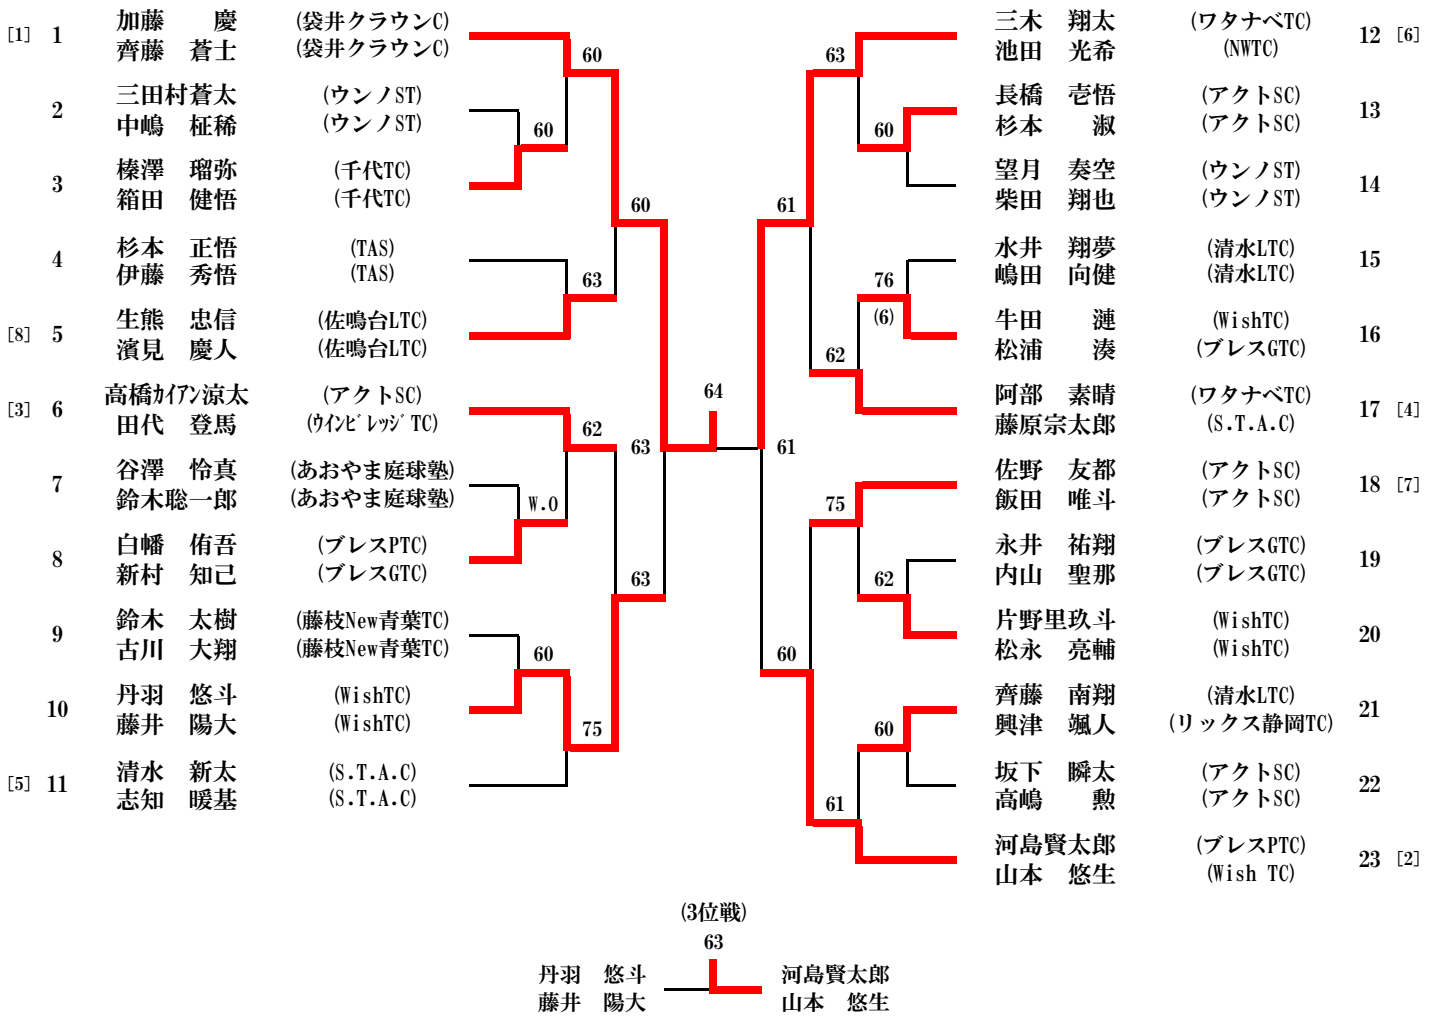 [1] 1 加藤　慶 (袋井クラウンC)
齊藤　蒼士 (袋井クラウンC)
2 三田村蒼太 (ウンノST)
中嶋　柾稀 (ウンノST)
3 榛澤　瑠弥 (千代TC)
箱田　健悟 (千代TC)
4 杉本　正悟 (TAS)
伊藤　秀悟 (TAS)
[8] 5 生熊　忠信 (佐鳴台LTC)
濱見　慶人 (佐鳴台LTC)
[3] 6 高橋ｶｲｱﾝ涼太 (アクトSC)
田代　登馬 (ｳｲﾝﾋﾞﾚｯｼﾞTC)
7 谷澤　怜真 (あおやま庭球塾)
鈴木聡一郎 (あおやま庭球塾)
8 白幡　侑吾 (ブレスPTC)
新村　知己 (ブレスGTC)
9 鈴木　太樹 (藤枝New青葉TC)
古川　大翔 (藤枝New青葉TC)
10 丹羽　悠斗 (WishTC)
藤井　陽大 (WishTC)
[5] 11 清水　新太 (S.T.A.C)
志知　暖基 (S.T.A.C)
60
60
60
63
62
W.0
60
75
60
63
63
64
61
61
60
63
60
76
(6)
62
75
62
60
61
三木　翔太 (ワタナベTC) 12 [6]
池田　光希 (NWTC)
長橋　壱悟 (アクトSC) 13
杉本　淑 (アクトSC)
望月　奏空 (ウンノST) 14
柴田　翔也 (ウンノST)
水井　翔夢 (清水LTC) 15
嶋田　向健 (清水LTC)
牛田　漣 (WishTC) 16
松浦　湊 (ブレスGTC)
阿部　素晴 (ワタナベTC) 17 [4]
藤原宗太郎 (S.T.A.C)
佐野　友都 (アクトSC) 18 [7]
飯田　唯斗 (アクトSC)
永井　祐翔 (ブレスGTC) 19
内山　聖那 (ブレスGTC)
片野里玖斗 (WishTC) 20
松永　亮輔 (WishTC)
齊藤　南翔 (清水LTC) 21
興津　颯人 (リックス静岡TC)
坂下　瞬太 (アクトSC) 22
高嶋　勲 (アクトSC)
河島賢太郎 (ブレスPTC) 23 [2]
山本　悠生 (Wish TC)
(3位戦)
63
丹羽　悠斗 河島賢太郎
藤井　陽大 山本　悠生